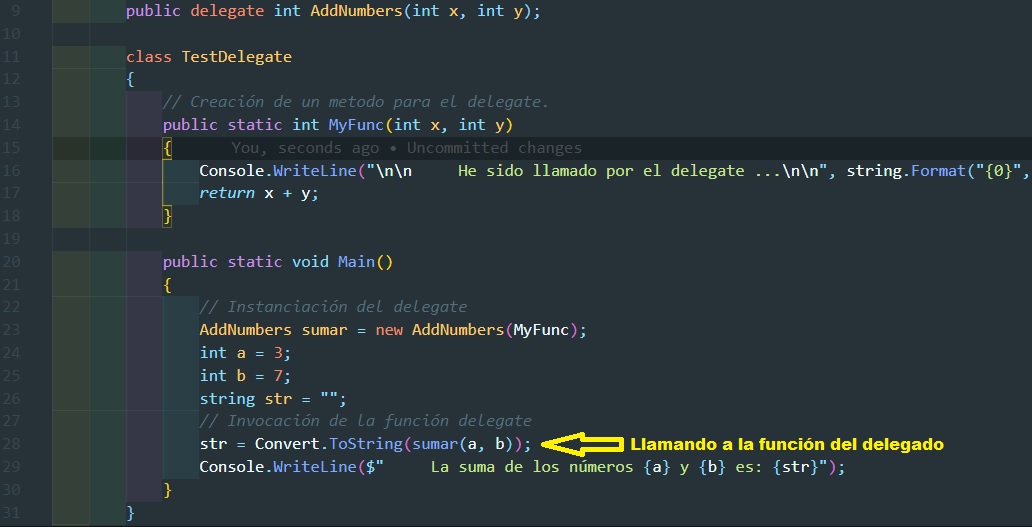 9 public delegate int AddNumbers(int x, int y);
10
11 class TestDelegate
12 {
13 // Creación de un metodo para el delegate.
14 public static int MyFunc(int x, int y)
15 { You, seconds ago • Uncommitted changes
16 Console.WriteLine("\n\n     He sido llamado por el delegate ...\n\n", string.Format("{0}",
17 return x + y;
18 }
19
20 public static void Main()
21 {
22 // Instanciación del delegate
23 AddNumbers sumar = new AddNumbers(MyFunc);
24 int a = 3;
25 int b = 7;
26 string str = "";
27 // Invocación de la función delegate
28 str = Convert.ToString(sumar(a, b)); Llamando a la función del delegado
29 Console.WriteLine($"     La suma de los números {a} y {b} es: {str}");
30 }
31 }